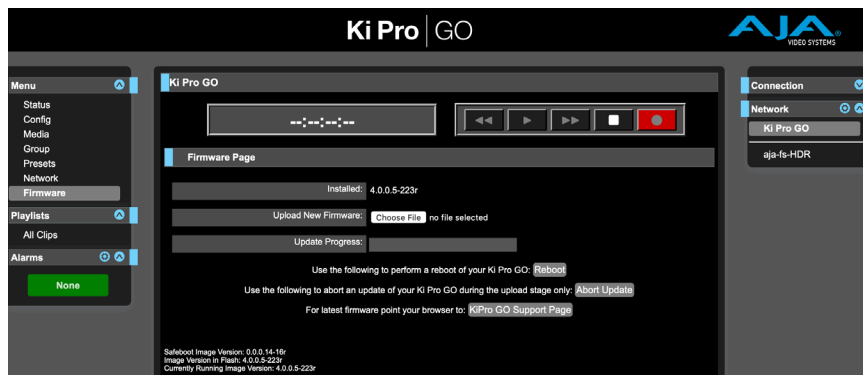 Ki Pro GO
AJA
VIDEO SYSTEMS
Menu
Status
Config
Media
Group
Presets
Network
Firmware
Playlists
All Clips
Alarms
None
Ki Pro GO
--:--:--:--
Firmware Page
Installed: 4.0.0.5-223r
Upload New Firmware: Choose File no file selected
Update Progress:
Use the following to perform a reboot of your Ki Pro GO: Reboot
Use the following to abort an update of your Ki Pro GO during the upload stage only: Abort Update
For latest firmware point your browser to: KiPro GO Support Page
Safeboot Image Version: 0.0.0.14-16r
Image Version in Flash: 4.0.0.5-223r
Currently Running Image Version: 4.0.0.5-223r
Connection
Network
Ki Pro GO
aja-fs-HDR